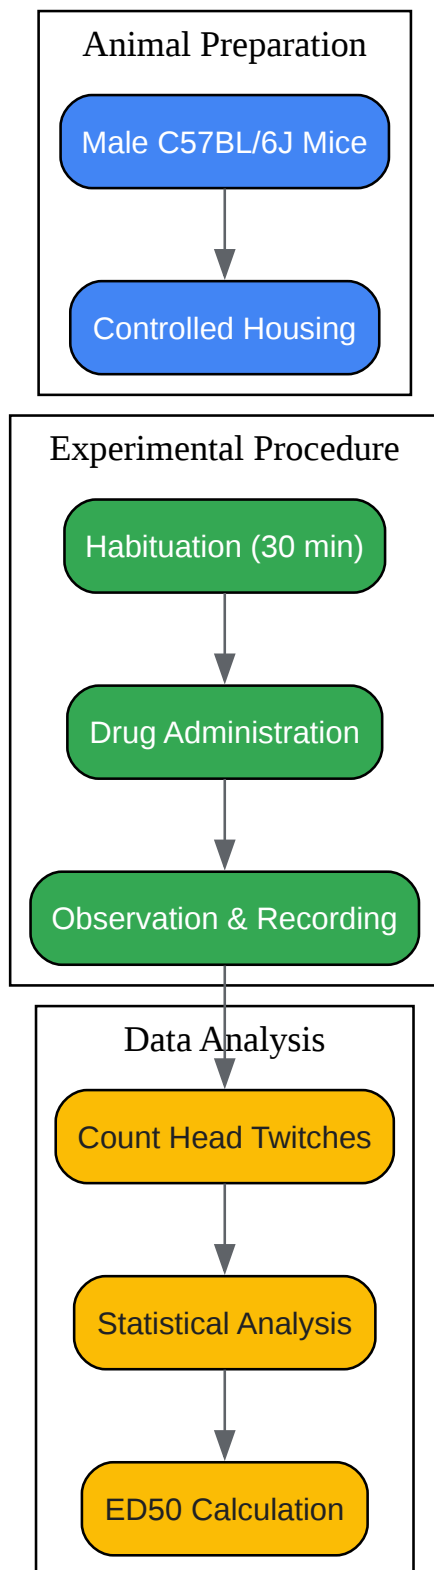 Animal Preparation
Male C57BL/6J Mice
Controlled Housing
Experimental Procedure
Habituation (30 min)
Drug Administration
Observation & Recording
Data Analysis
Count Head Twitches
Statistical Analysis
ED50 Calculation